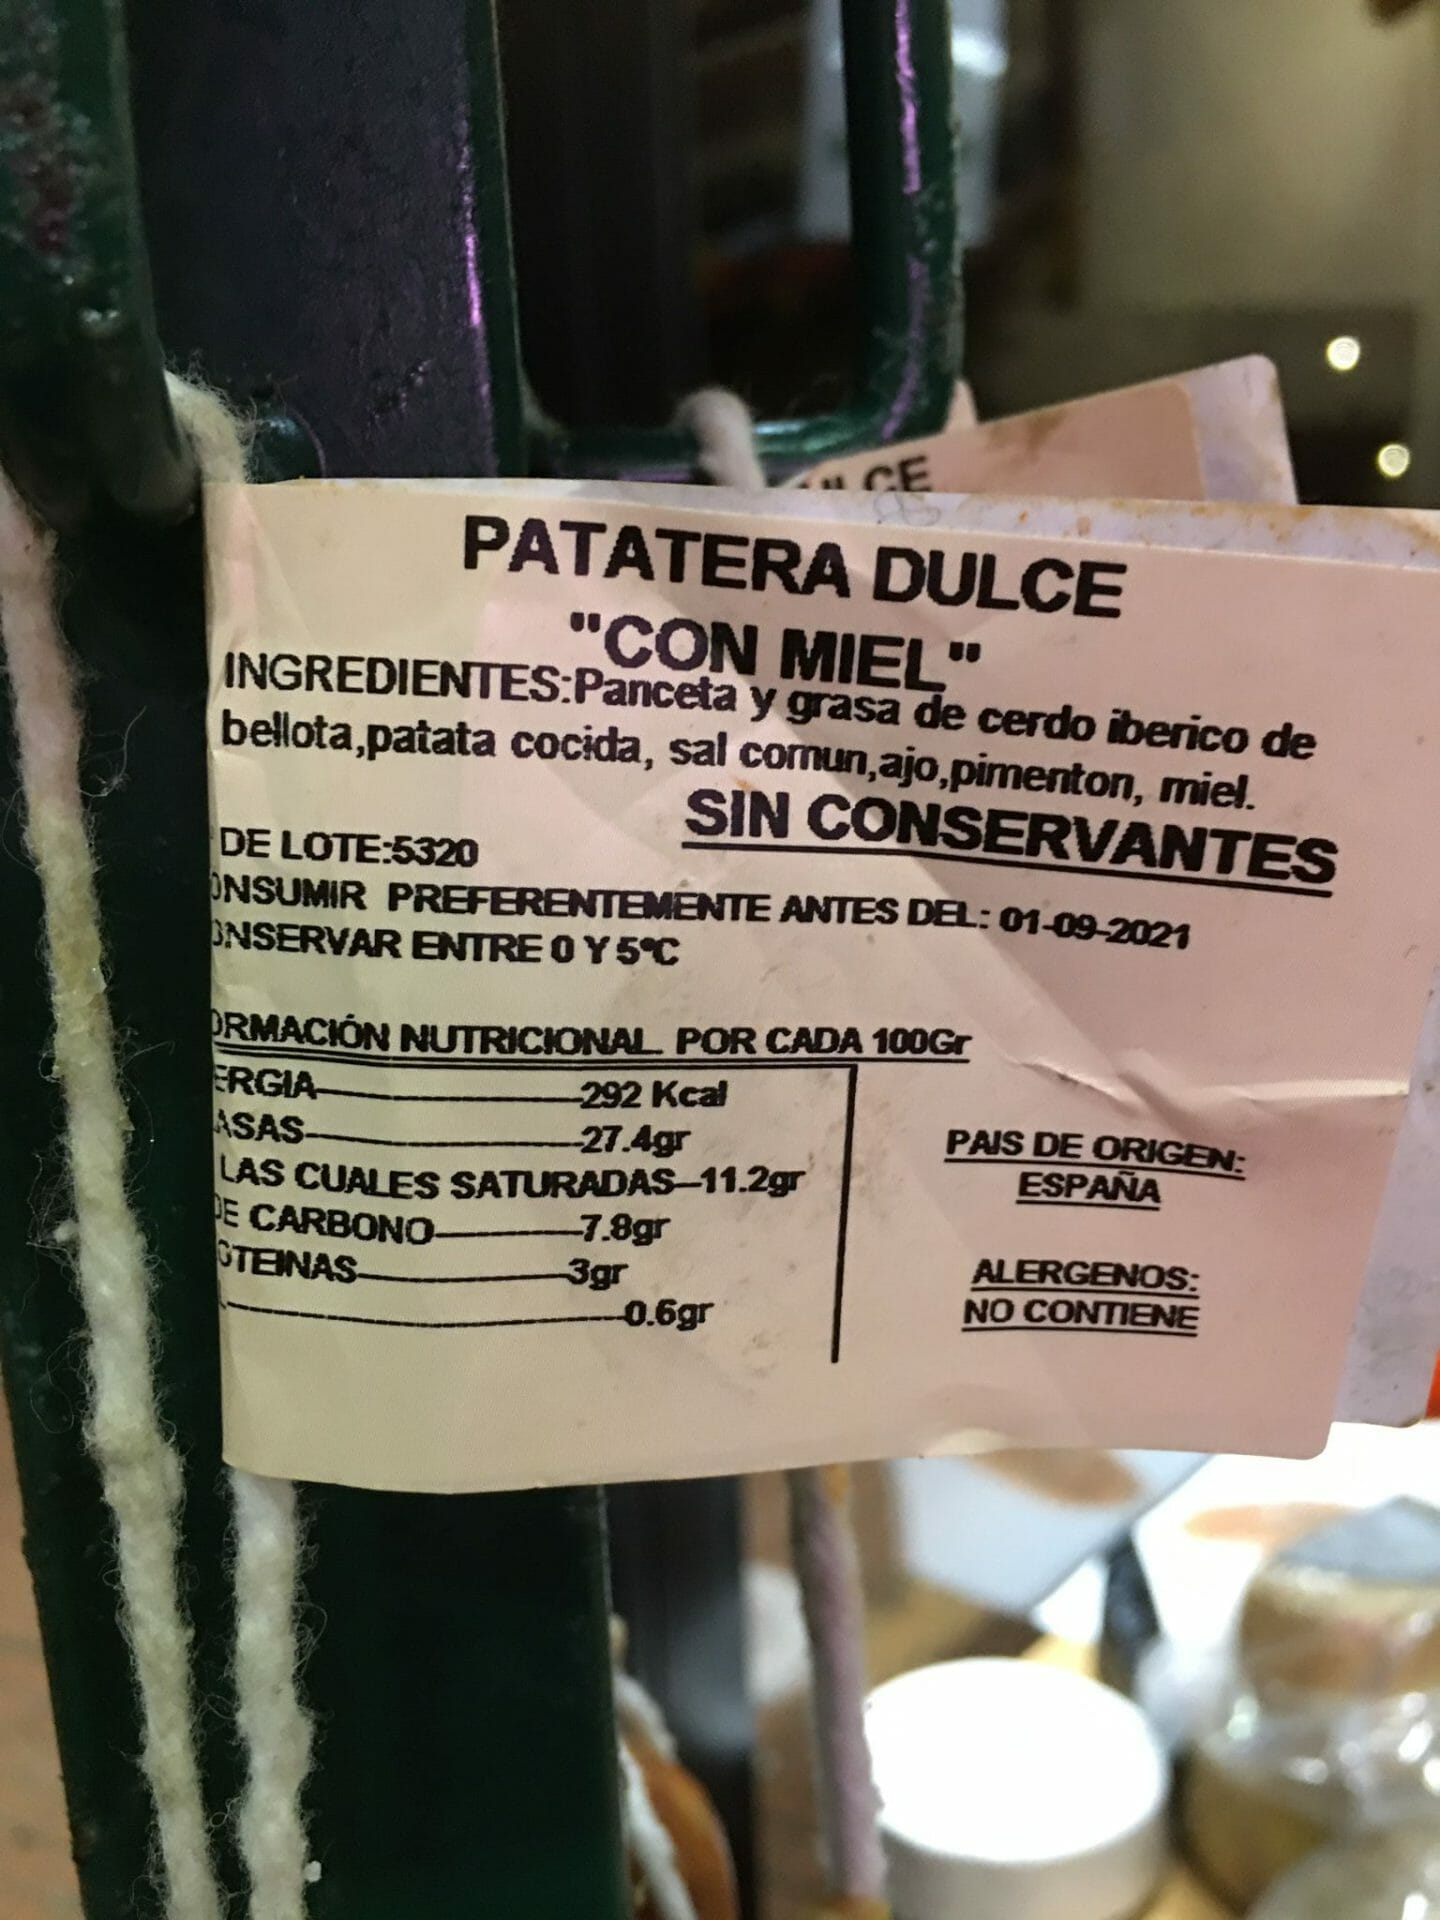 CE
PATATERA DULCE
"CON MIEL"
INGREDIENTES:Panceta y grasa de cerdo iberico de
bellota,patata cocida, sal comun,ajo,pimenton, miel.
SIN CONSERVANTES
DE LOTE:5320
ONSUMIR PREFERENTEMENTE ANTES DEL: 01-09-2021
ONSERVAR ENTRE 0 Y 5ºC
ORMACIÓN NUTRICIONAL POR CADA 100Gr
ERGIA 292 Kcal
ASAS 27.4gr
LAS CUALES SATURADAS-11.2gr
DE CARBONO 7.8gr
OTEINAS 3gr
0.6gr
PAIS DE ORIGEN:
ESPAÑA
ALERGENOS:
NO CONTIENE